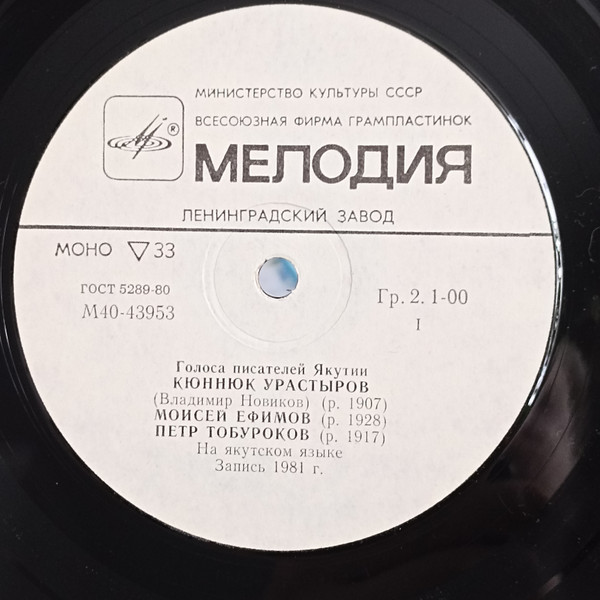 МИНИСТЕРСТВО КУЛЬТУРЫ СССР
ВСЕСОЮЗНАЯ ФИРМА ГРАМПЛАСТИНОК
®
МЕЛОДИЯ
ЛЕНИНГРАДСКИЙ ЗАВОД
МОНО ▽ 33
ГОСТ 5289-80
М40-43953
Гр. 2. 1-00
I
Голоса писателей Якутии
КЮННЮК УРАСТЫРОВ
(Владимир Новиков) (р. 1907)
МОИСЕЙ ЕФИМОВ (р. 1928)
ПЕТР ТОБУРОКОВ (р. 1917)
На якутском языке
Запись 1981 г.